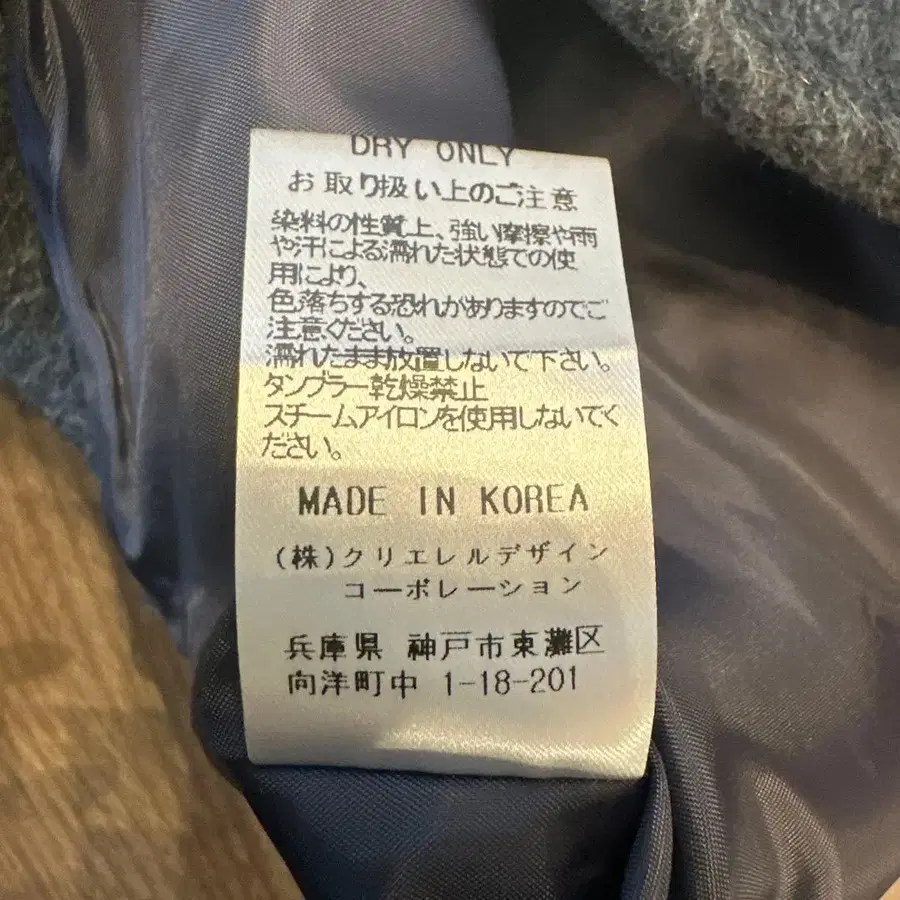 DRY ONLY
お取り扱い上のご注意
染料の性質上、強い摩擦や雨
や汗による濡れた状態での使
用により、
色落ちする恐れがありますのでご
注意ください。
濡れたまま放置しないで下さい。
タンブラー乾燥禁止
スチームアイロンを使用しないでく
ださい。
MADE IN KOREA
(株)クリエレルデザイン
コーポレーション
兵庫県 神戸市東灘区
向洋町中 1-18-201